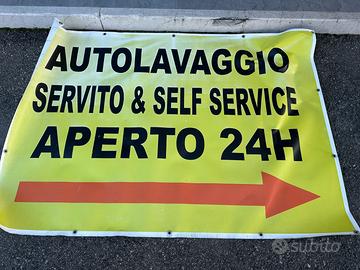 AUTOLAVAGGIO
SERVITO & SELF SERVICE
APERTO 24H
subito